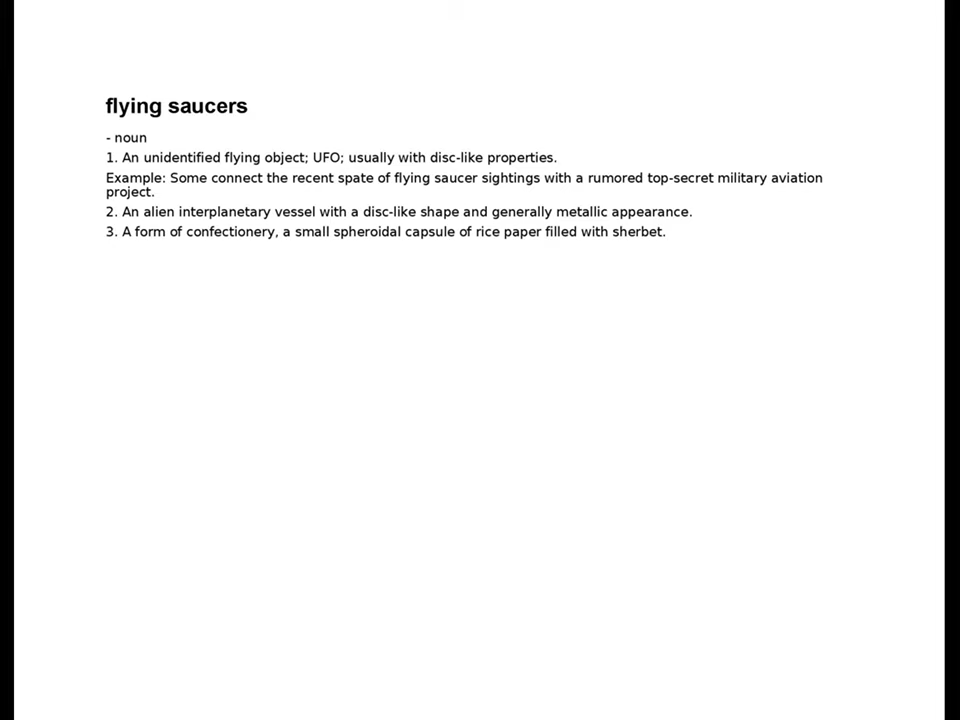 flying saucers
- noun
1. An unidentified flying object; UFO; usually with disc-like properties.
Example: Some connect the recent spate of flying saucer sightings with a rumored top-secret military aviation
project.
2. An alien interplanetary vessel with a disc-like shape and generally metallic appearance.
3. A form of confectionery, a small spheroidal capsule of rice paper filled with sherbet.